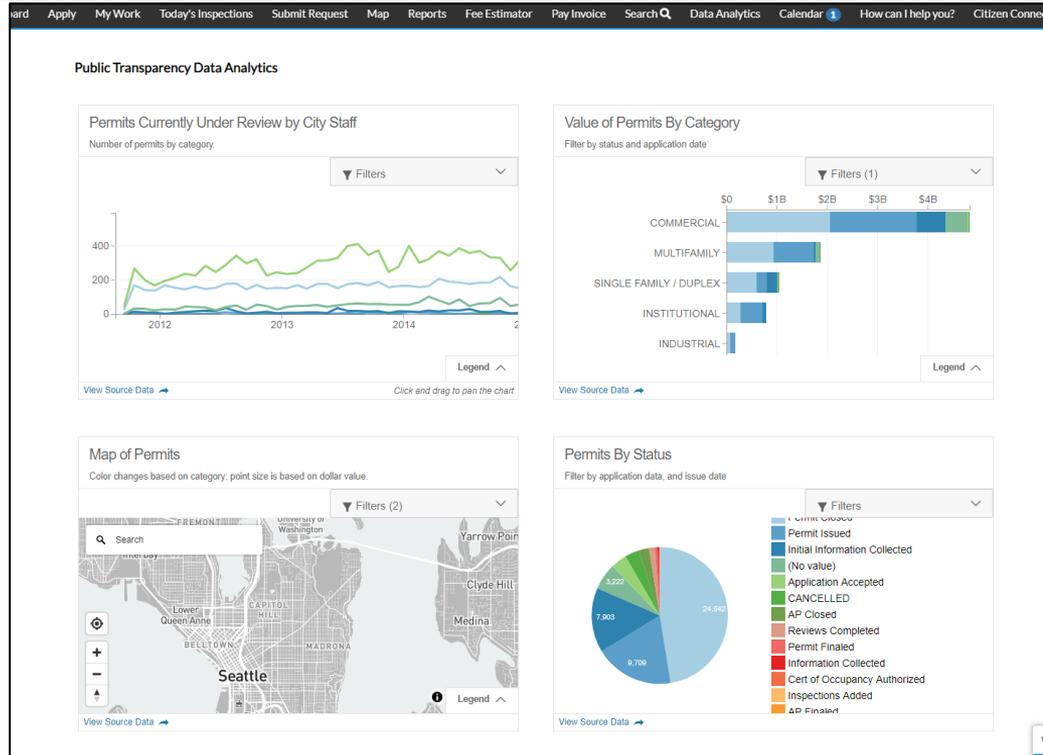 ard Apply My Work Today's Inspections Submit Request Map Reports Fee Estimator Pay Invoice Search Data Analytics Calendar 1 How can I help you? Citizen Conne
Public Transparency Data Analytics
Permits Currently Under Review by City Staff
Number of permits by category.
Filters
400
200
0
2012 2013 2014 2
Legend
View Source Data
Click and drag to pan the chart
Value of Permits By Category
Filter by status and application date
Filters (1)
$0 $1B $2B $3B $4B
COMMERCIAL
MULTIFAMILY
SINGLE FAMILY / DUPLEX
INSTITUTIONAL
INDUSTRIAL
Legend
View Source Data
Map of Permits
Color changes based on category; point size is based on dollar value.
Filters (2)
FREMONT
University of
Washington
Search
Yarrow Poin
Interbay
Clyde Hill
Lower
Queen Anne
CAPITOL
HILL
Medina
BELLTOWN
MADRONA
Seattle
Legend
View Source Data
Permits By Status
Filter by application data, and issue date
Filters
Permit Closed
Permit Issued
Initial Information Collected
(No value)
Application Accepted
CANCELLED
AP Closed
Reviews Completed
Permit Finaled
Information Collected
Cert of Occupancy Authorized
Inspections Added
AP Finaled
3,222
24,542
7,903
9,709
View Source Data